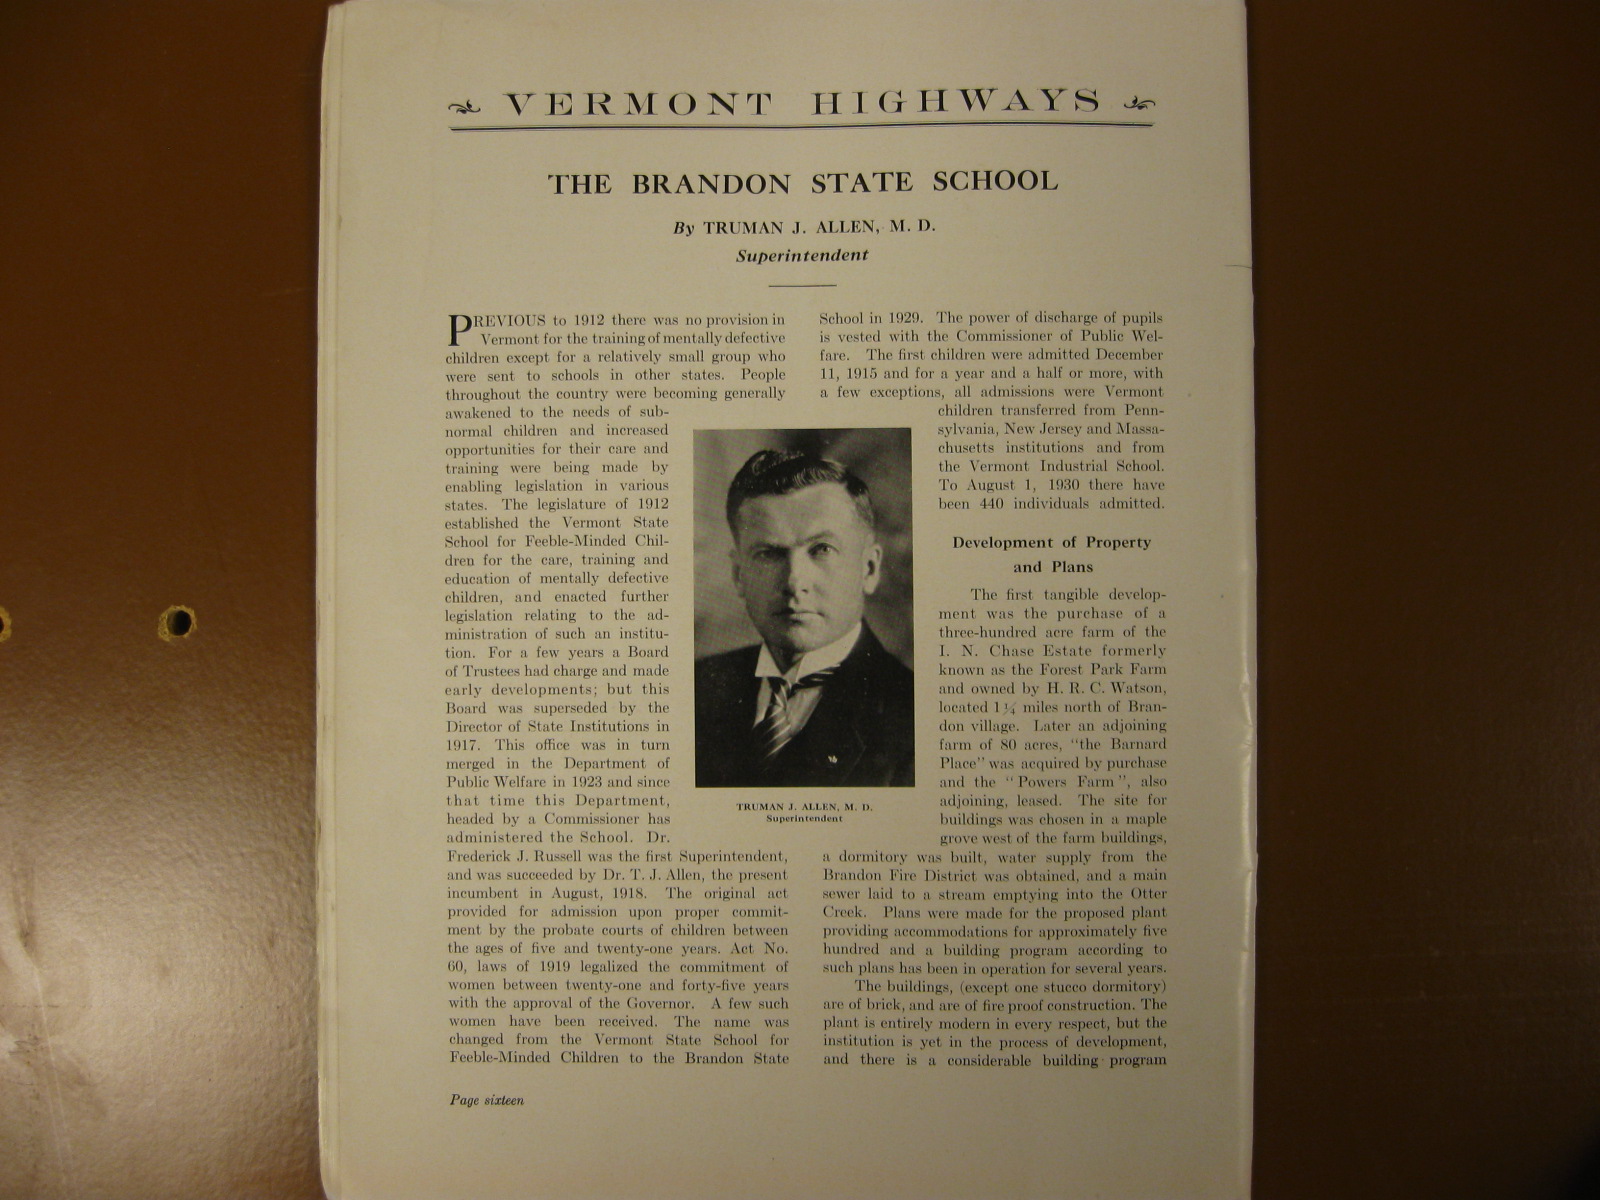 VERMONT HIGHWAYS
THE BRANDON STATE SCHOOL
By TRUMAN J. ALLEN, M. D.
Superintendent
PREVIOUS to 1912 there was no provision in
Vermont for the training of mentally defective
children except for a relatively small group who
were sent to schools in other states. People
throughout the country were becoming generally
awakened to the needs of sub-
normal children and increased
opportunities for their care and
training were being made by
enabling legislation in various
states. The legislature of 1912
established the Vermont State
School for Feeble-Minded Chil-
dren for the care, training and
education of mentally defective
children, and enacted further
legislation relating to the ad-
ministration of such an institu-
tion. For a few years a Board
of Trustees had charge and made
early developments; but this
Board was superseded by the
Director of State Institutions in
1917. This office was in turn
merged in the Department of
Public Welfare in 1923 and since
that time this Department,
headed by a Commissioner has
administered the School. Dr.
Frederick J. Russell was the first Superintendent,
and was succeeded by Dr. T. J. Allen, the present
incumbent in August, 1918. The original act
provided for admission upon proper commit-
ment by the probate courts of children between
the ages of five and twenty-one years. Act No.
60, laws of 1919 legalized the commitment of
women between twenty-one and forty-five years
with the approval of the Governor. A few such
women have been received. The name was
changed from the Vermont State School for
Feeble-Minded Children to the Brandon State
School in 1929. The power of discharge of pupils
is vested with the Commissioner of Public Wel-
fare. The first children were admitted December
11, 1915 and for a year and a half or more, with
a few exceptions, all admissions were Vermont
children transferred from Penn-
sylvania, New Jersey and Massa-
chusetts institutions and from
the Vermont Industrial School.
To August 1, 1930 there have
been 440 individuals admitted.
Development of Property
and Plans
The first tangible develop-
ment was the purchase of a
three-hundred acre farm of the
I. N. Chase Estate formerly
known as the Forest Park Farm
and owned by H. R. C. Watson,
located 1¼ miles north of Bran-
don village. Later an adjoining
farm of 80 acres, "the Barnard
Place" was acquired by purchase
and the "Powers Farm", also
adjoining, leased. The site for
buildings was chosen in a maple
grove west of the farm buildings,
a dormitory was built, water supply from the
Brandon Fire District was obtained, and a main
sewer laid to a stream emptying into the Otter
Creek. Plans were made for the proposed plant
providing accommodations for approximately five
hundred and a building program according to
such plans has been in operation for several years.
The buildings, (except one stucco dormitory)
are of brick, and are of fire proof construction. The
plant is entirely modern in every respect, but the
institution is yet in the process of development,
and there is a considerable building program
TRUMAN J. ALLEN, M. D.
Superintendent
Page sixteen